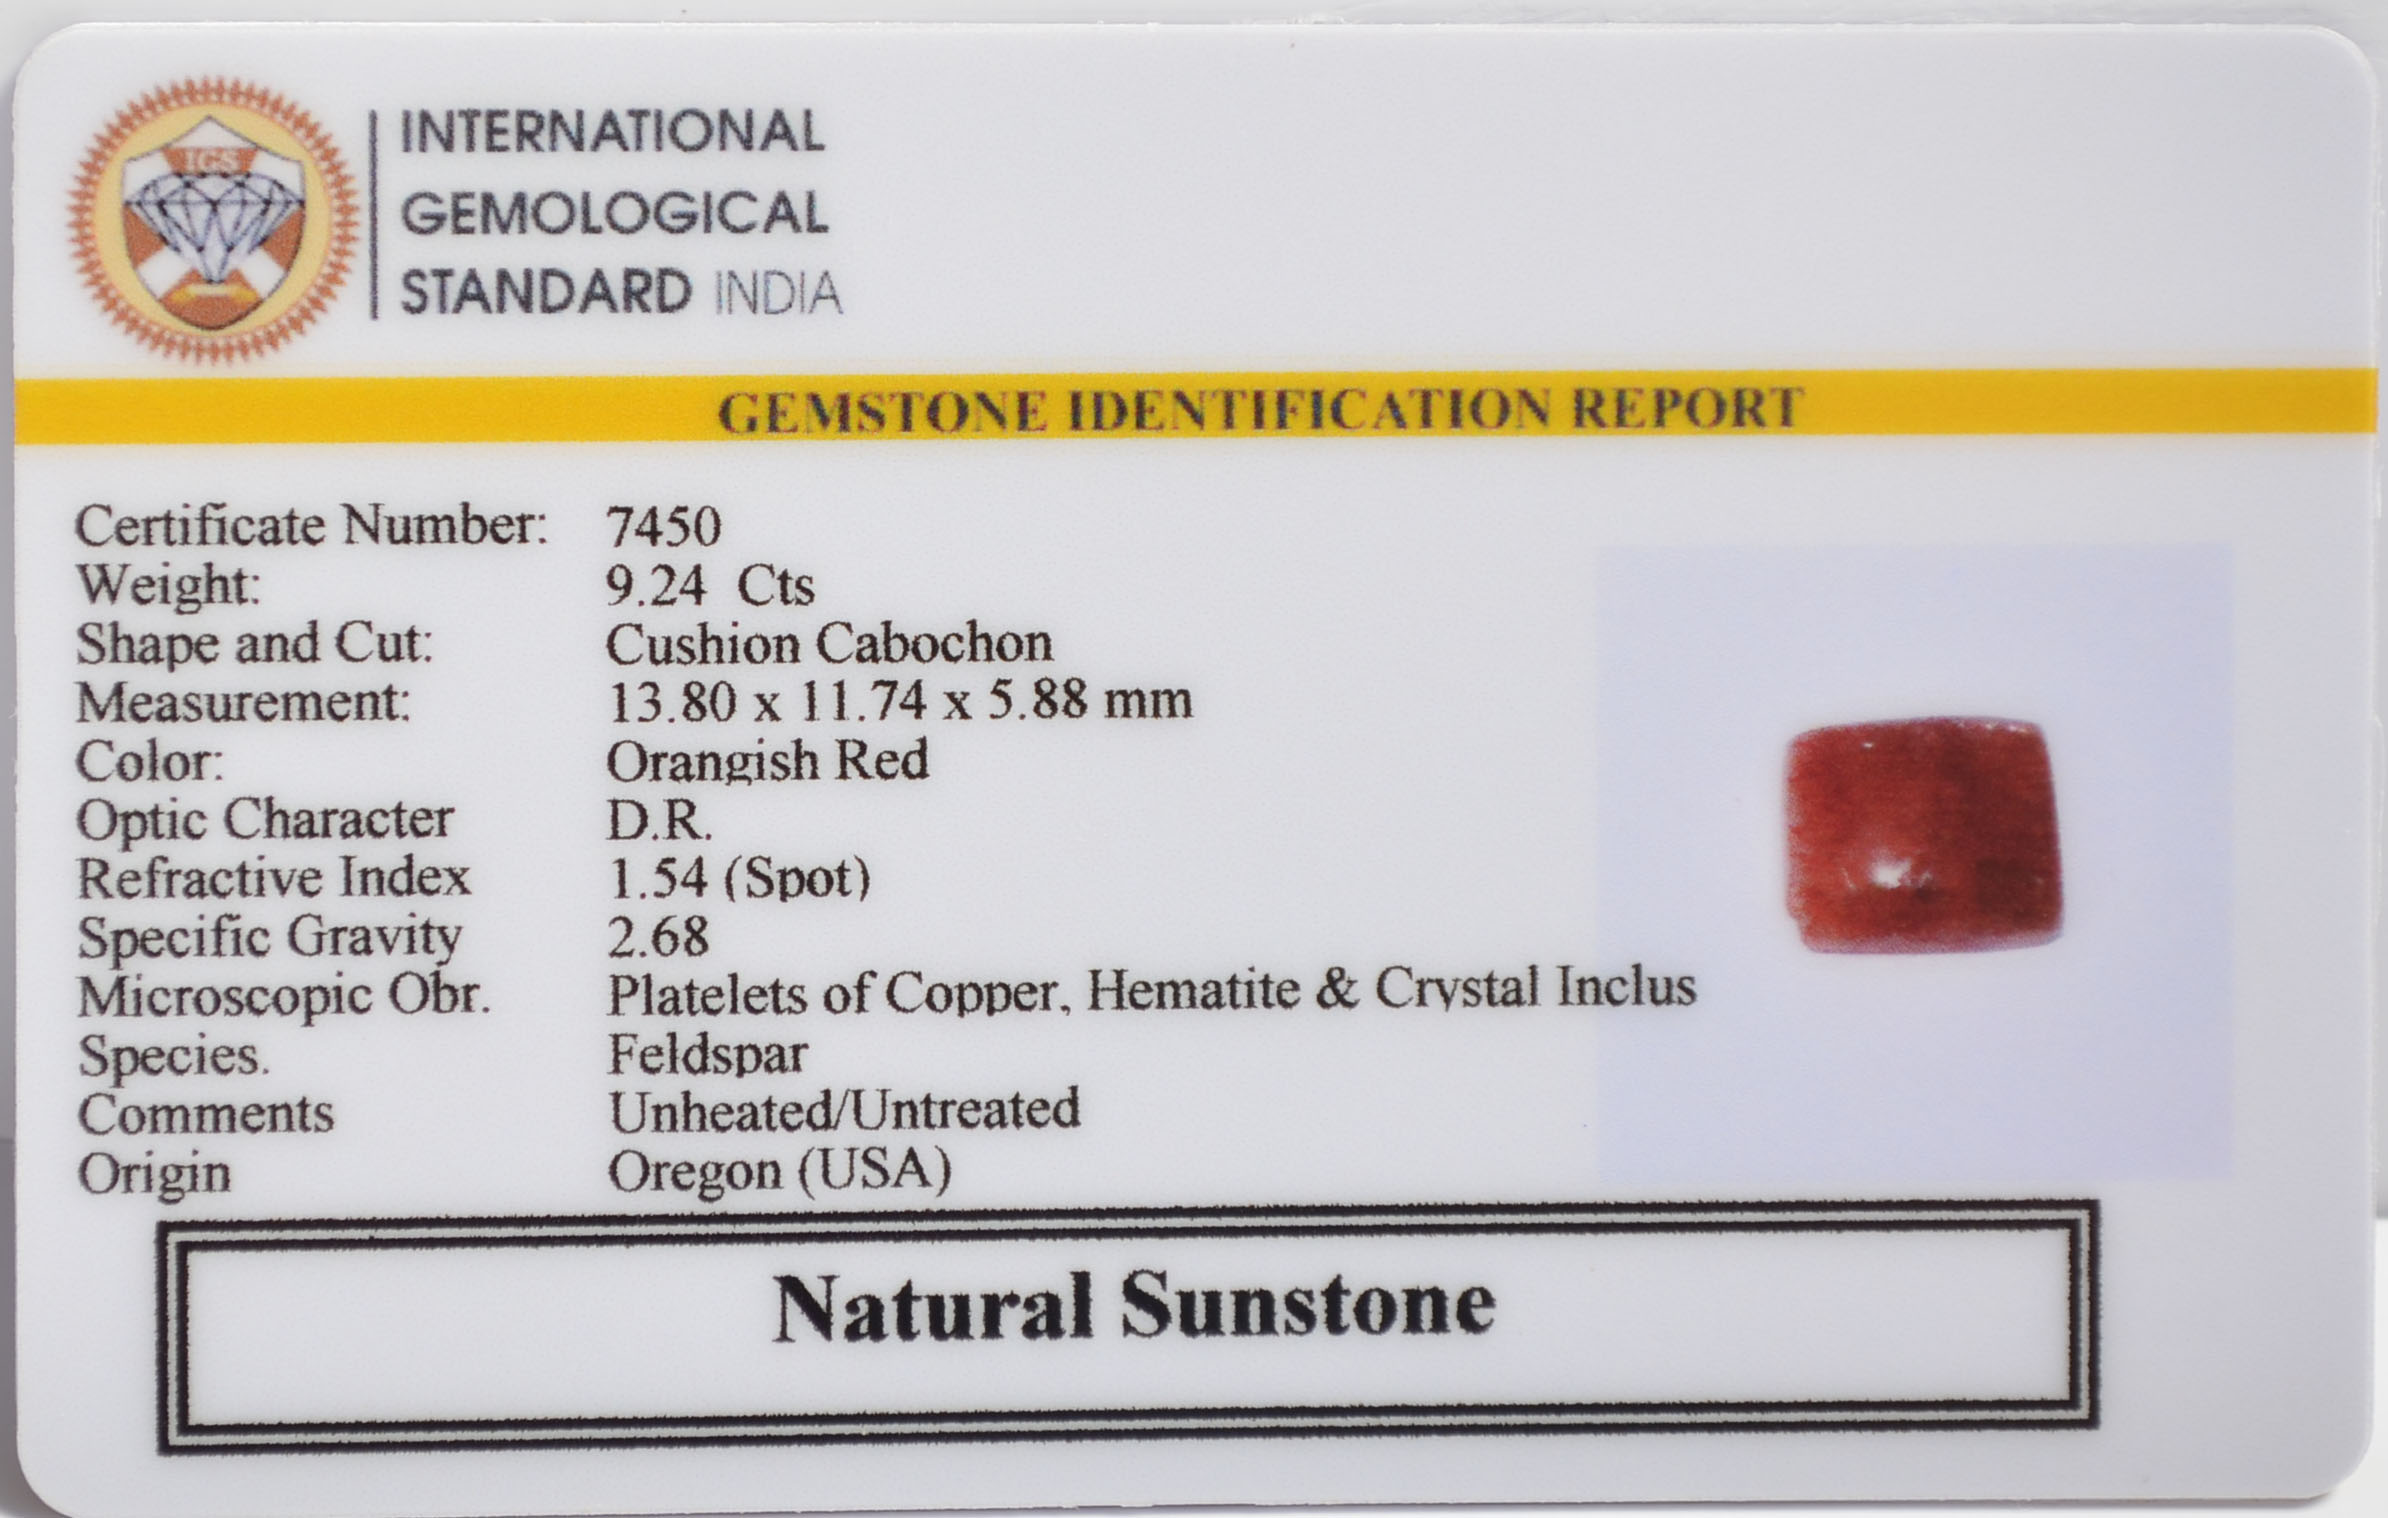 IGS
INTERNATIONAL
GEMOLOGICAL
STANDARD INDIA
GEMSTONE IDENTIFICATION REPORT
Certificate Number: 7450
Weight: 9.24 Cts
Shape and Cut: Cushion Cabochon
Measurement: 13.80 x 11.74 x 5.88 mm
Color: Orangish Red
Optic Character D.R.
Refractive Index 1.54 (Spot)
Specific Gravity 2.68
Microscopic Obr. Platelets of Copper, Hematite & Crystal Inclus
Species. Feldspar
Comments Unheated/Untreated
Origin Oregon (USA)
Natural Sunstone